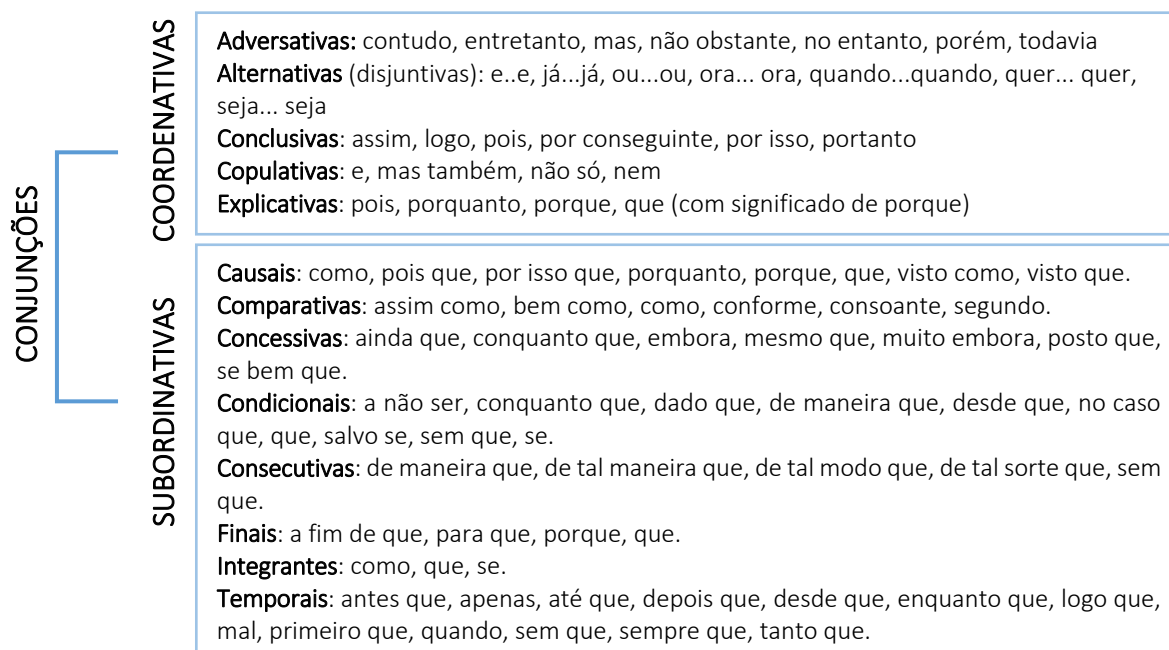 CONJUNÇÕES
COORDENATIVAS
Adversativas: contudo, entretanto, mas, não obstante, no entanto, porém, todavia
Alternativas (disjuntivas): e..e, já...já, ou...ou, ora... ora, quando...quando, quer... quer,
seja... seja
Conclusivas: assim, logo, pois, por conseguinte, por isso, portanto
Copulativas: e, mas também, não só, nem
Explicativas: pois, porquanto, porque, que (com significado de porque)
SUBORDINATIVAS
Causais: como, pois que, por isso que, porquanto, porque, que, visto como, visto que.
Comparativas: assim como, bem como, como, conforme, consoante, segundo.
Concessivas: ainda que, conquanto que, embora, mesmo que, muito embora, posto que,
se bem que.
Condicionais: a não ser, conquanto que, dado que, de maneira que, desde que, no caso
que, que, salvo se, sem que, se.
Consecutivas: de maneira que, de tal maneira que, de tal modo que, de tal sorte que, sem
que.
Finais: a fim de que, para que, porque, que.
Integrantes: como, que, se.
Temporais: antes que, apenas, até que, depois que, desde que, enquanto que, logo que,
mal, primeiro que, quando, sem que, sempre que, tanto que.